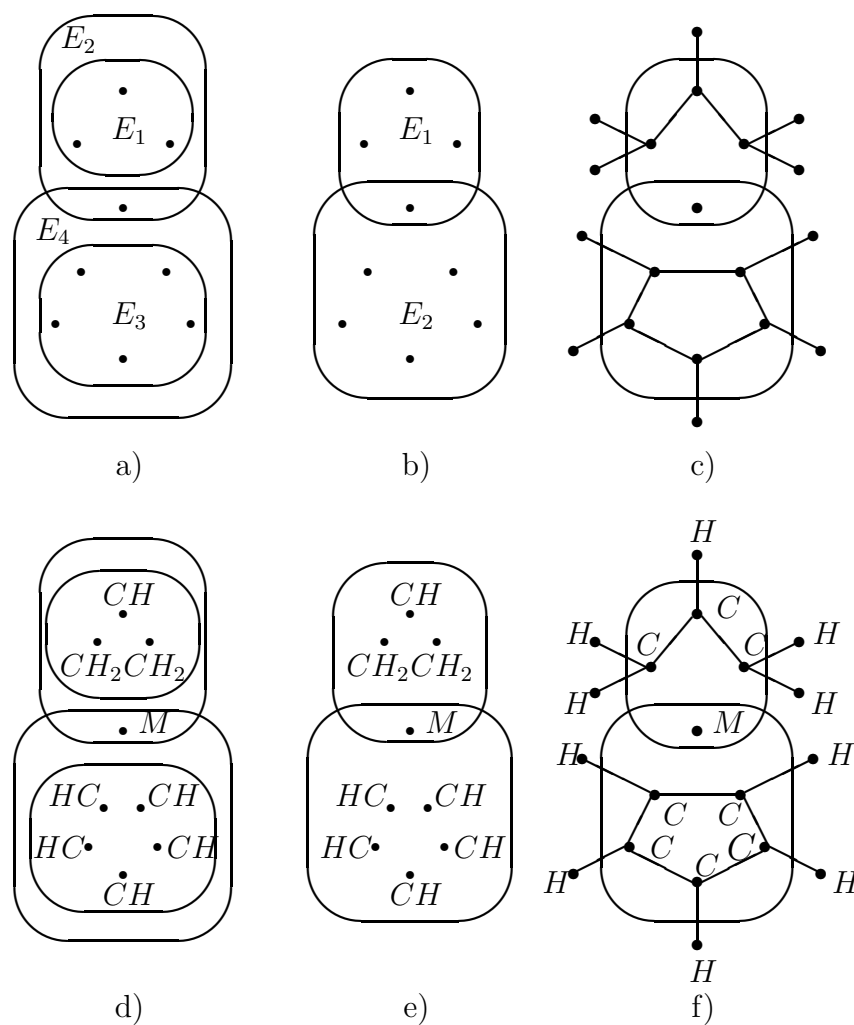 E₂
E₁ E₁
E₄
E₃ E₂
a) b) c)
H
CH CH C
H C C H
CH₂CH₂ CH₂CH₂
H H
M M M
H H
HC CH HC CH
C C
HC CH HC CH C C
C
H H
CH CH
H
d) e) f)